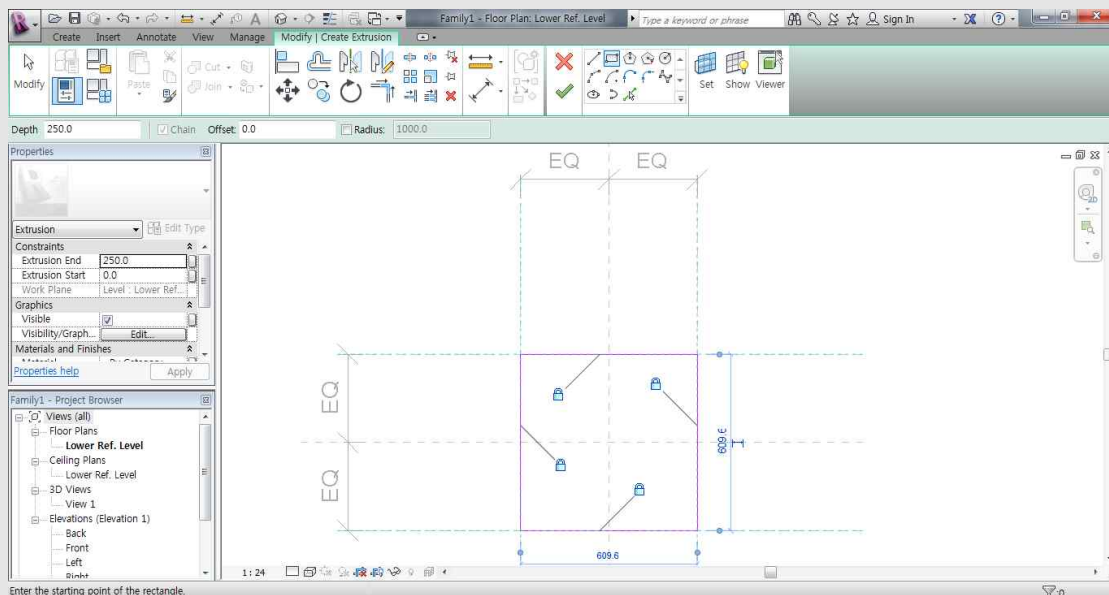 Family1 - Floor Plan: Lower Ref. Level
Type a keyword or phrase
Sign In
Create Insert Annotate View Manage Modify | Create Extrusion
Modify
Paste
Cut
Join
Set Show Viewer
Depth 250.0
Chain Offset: 0.0
Radius: 1000.0
Properties
Extrusion
Edit Type
Constraints
Extrusion End 250.0
Extrusion Start 0.0
Work Plane Level : Lower Ref...
Graphics
Visible
Visibility/Graph... Edit...
Materials and Finishes
Material
Properties help
Apply
Family1 - Project Browser
Views (all)
Floor Plans
Lower Ref. Level
Ceiling Plans
Lower Ref. Level
3D Views
View 1
Elevations (Elevation 1)
Back
Front
Left
Right
EQ EQ
EQ
EQ
609.6
609.6
2D
1 : 24
Enter the starting point of the rectangle.
:0